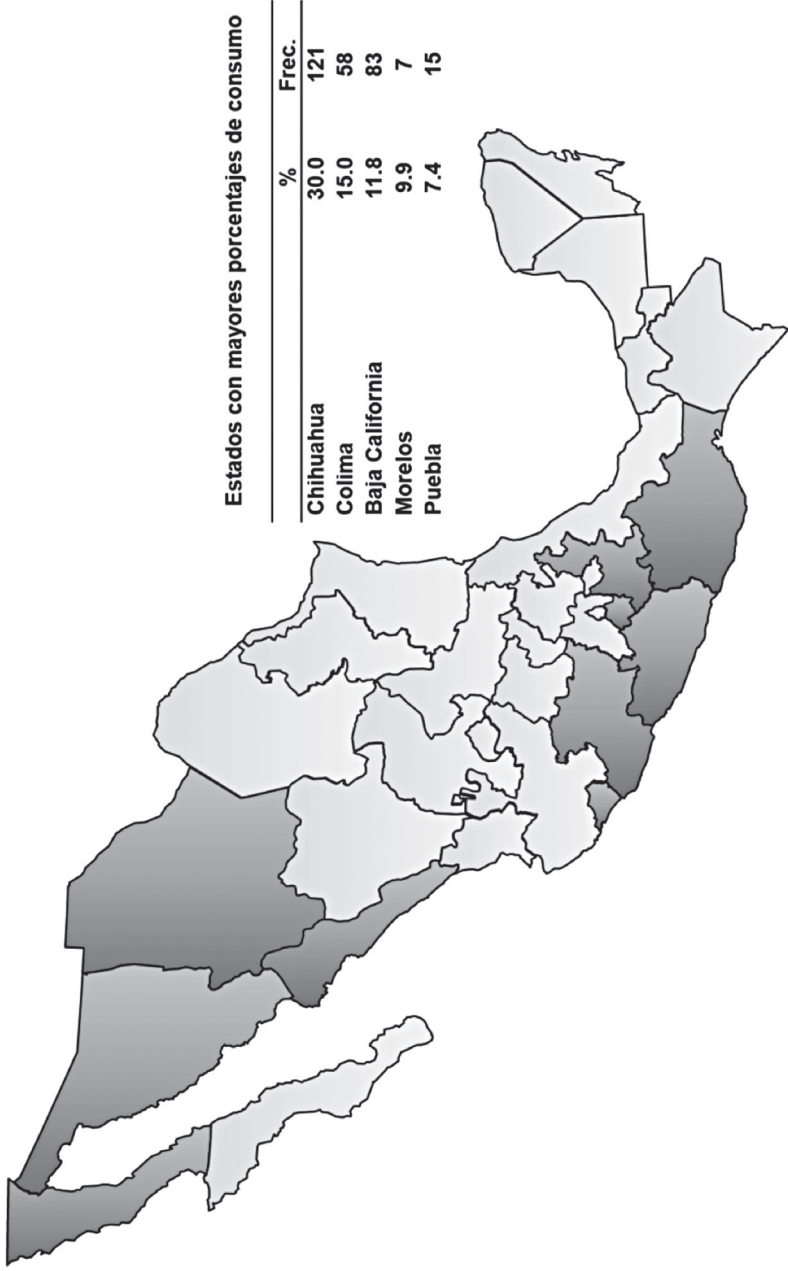 Estados con mayores porcentajes de consumo
% Frec.
Chihuahua 30.0 121
Colima 15.0 58
Baja California 11.8 83
Morelos 9.9 7
Puebla 7.4 15